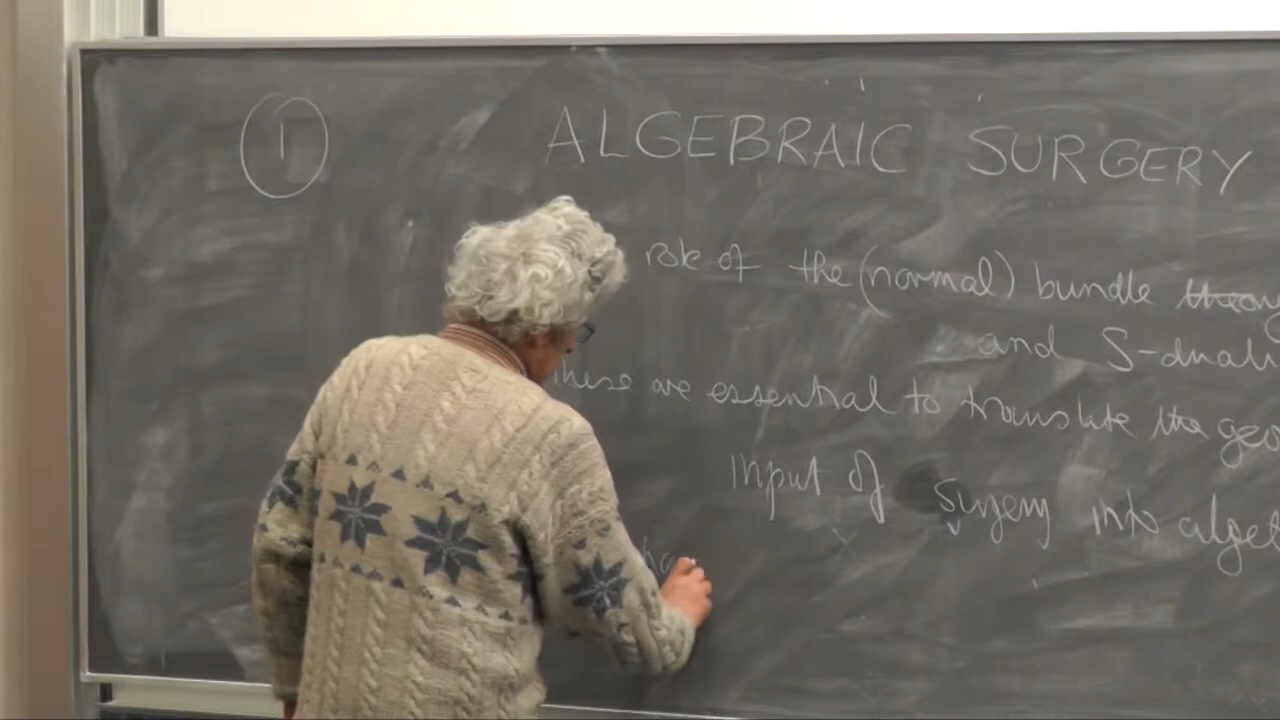 1
ALGEBRAIC SURGERY
role of the (normal) bundle theory
and S-duali
These are essential to translate the geo
input of surgery into algeb